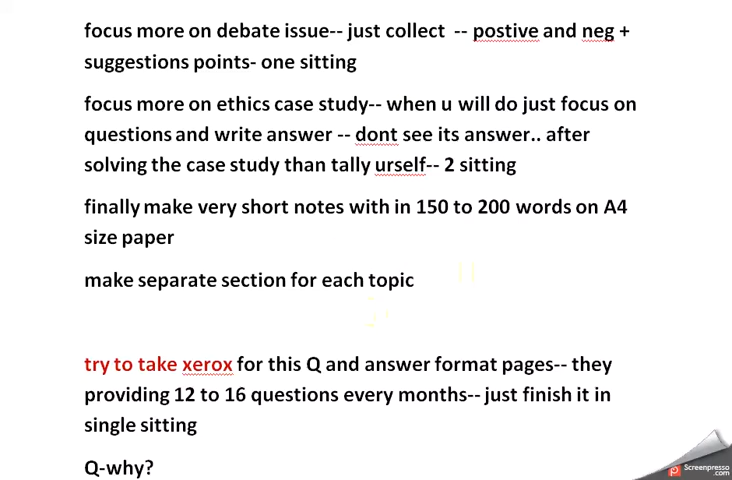 focus more on debate issue-- just collect -- postive and neg +
suggestions points- one sitting
focus more on ethics case study-- when u will do just focus on
questions and write answer -- dont see its answer.. after
solving the case study than tally urself-- 2 sitting
finally make very short notes with in 150 to 200 words on A4
size paper
make separate section for each topic
try to take xerox for this Q and answer format pages-- they
providing 12 to 16 questions every months-- just finish it in
single sitting
Q-why?
Screenpresso
.com